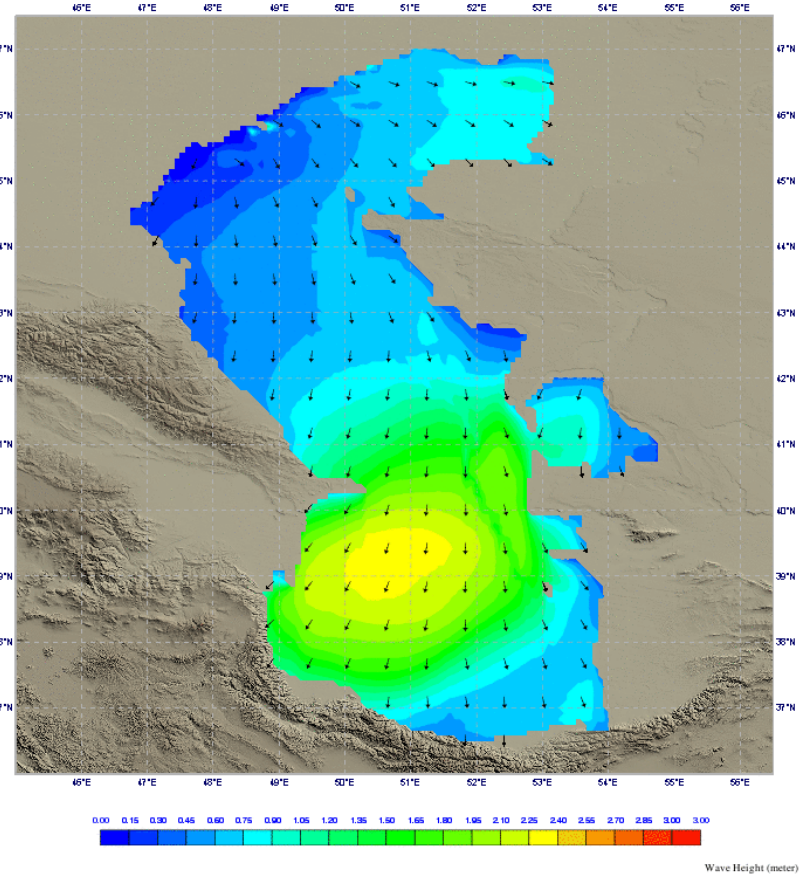 46°E 47°E 48°E 49°E 50°E 51°E 52°E 53°E 54°E 55°E 56°E
47°N
46°N
45°N
44°N
43°N
42°N
41°N
40°N
39°N
38°N
37°N
46°E 47°E 48°E 49°E 50°E 51°E 52°E 53°E 54°E 55°E 56°E
0.00 0.15 0.30 0.45 0.60 0.75 0.90 1.05 1.20 1.35 1.50 1.65 1.80 1.95 2.10 2.25 2.40 2.55 2.70 2.85 3.00 3.00
Wave Height (meter)